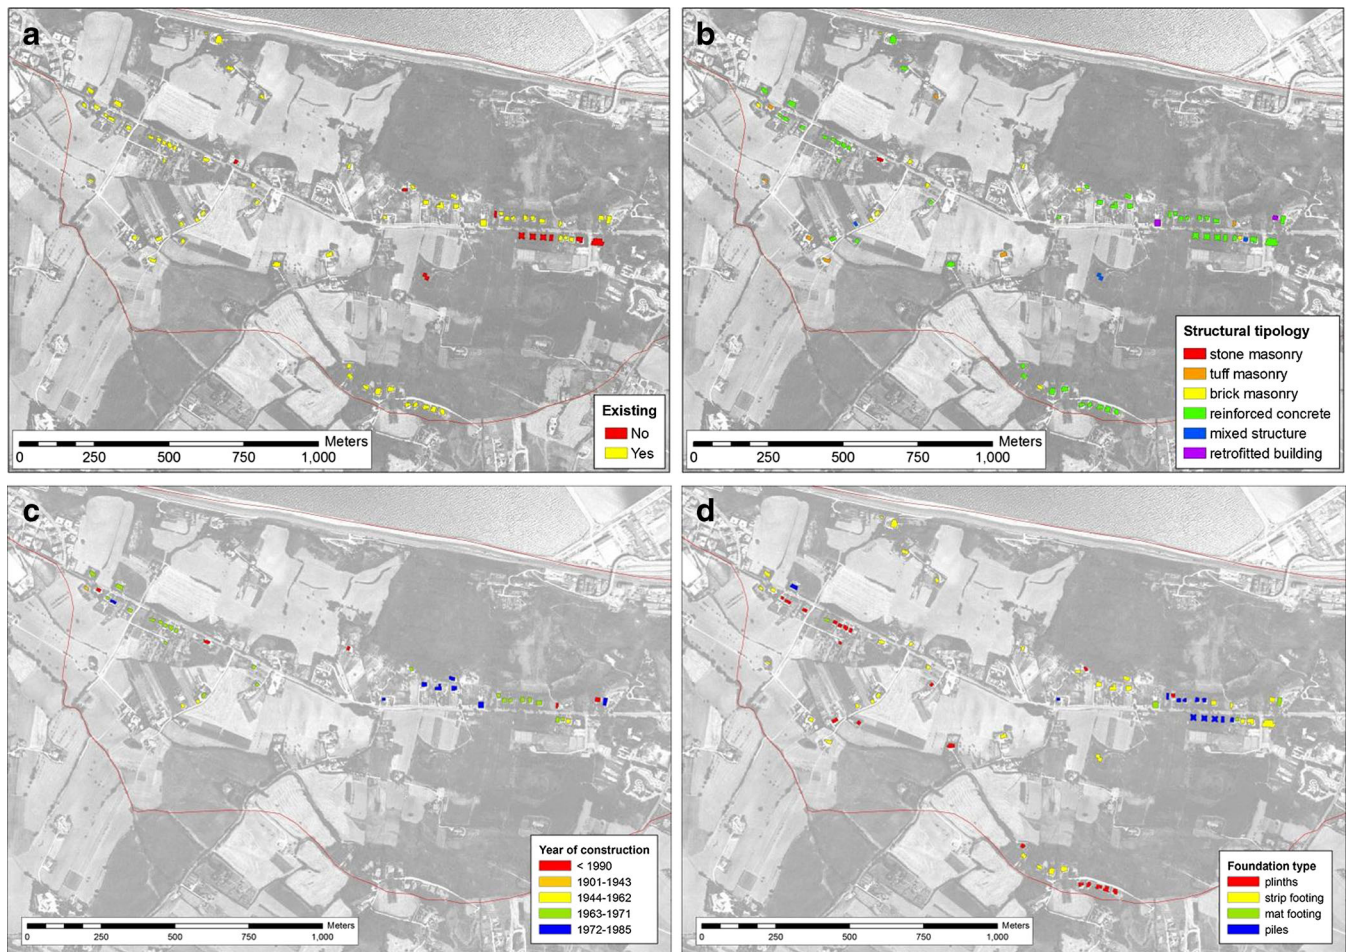 a
Existing
No
Yes
Meters
0 250 500 750 1,000
b
Structural tipology
stone masonry
tuff masonry
brick masonry
reinforced concrete
mixed structure
retrofitted building
Meters
0 250 500 750 1,000
c
Year of construction
< 1990
1901-1943
1944-1962
1963-1971
1972-1985
Meters
0 250 500 750 1,000
d
Foundation type
plinths
strip footing
mat footing
piles
Meters
0 250 500 750 1,000